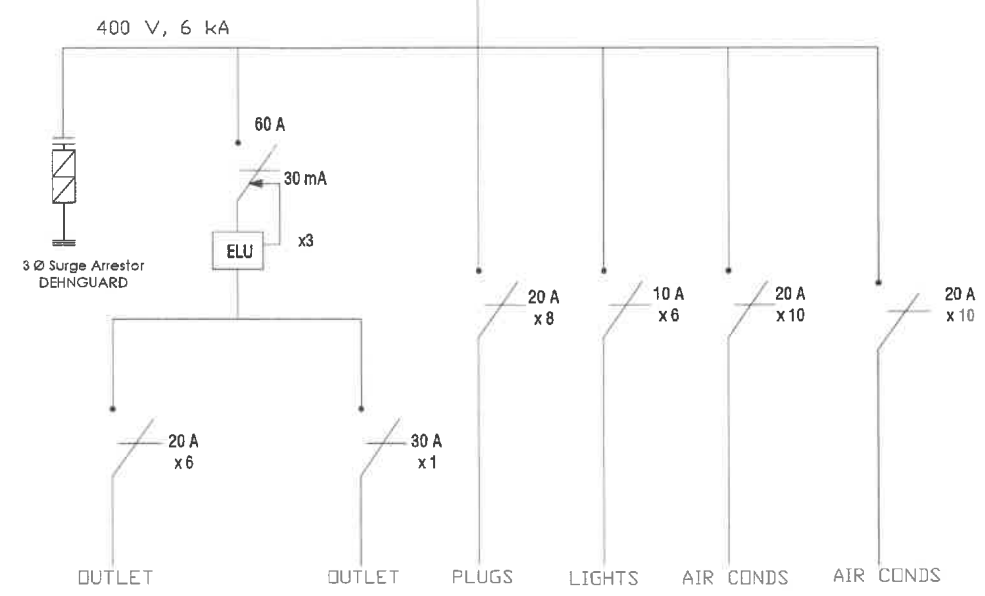 400 V, 6 kA
60 A
30 mA
x3
ELU
3 Ø Surge Arrestor
DEHNGUARD
20 A
x 8
10 A
x 6
20 A
x 10
20 A
x 10
20 A
x 6
30 A
x 1
OUTLET
OUTLET
PLUGS
LIGHTS
AIR CONDS
AIR CONDS